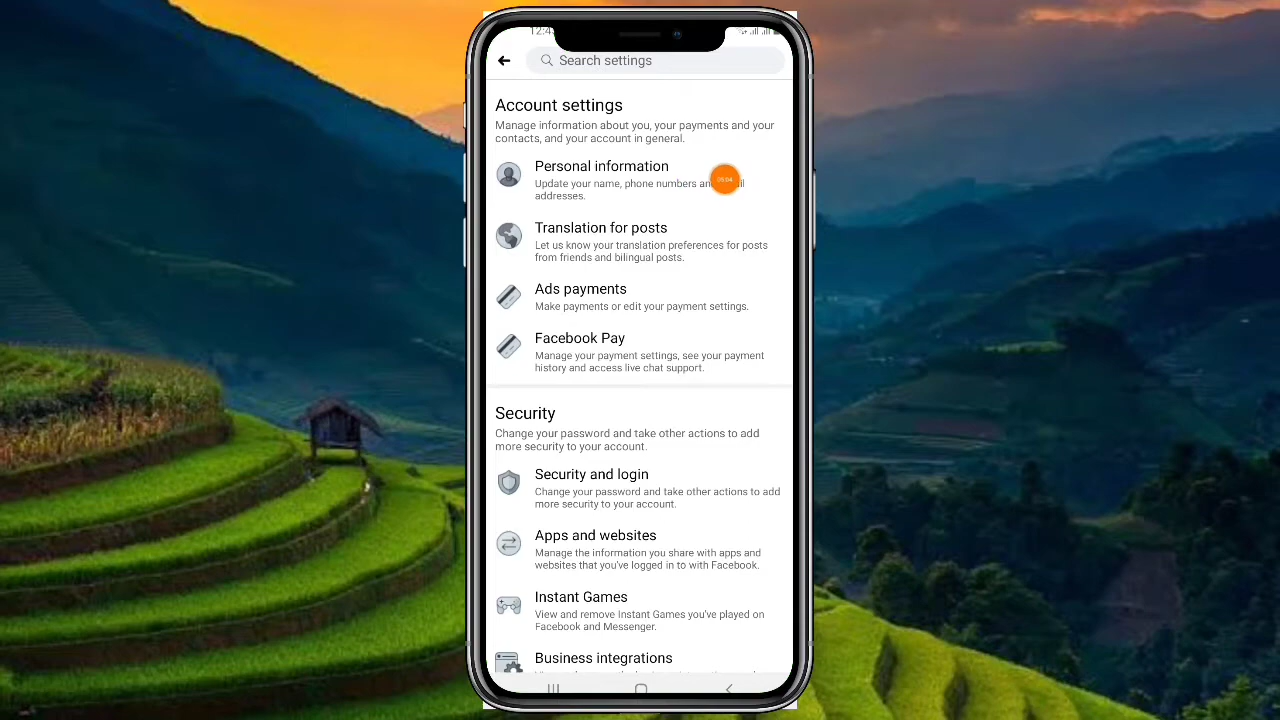 Search settings
Account settings
Manage information about you, your payments and your
contacts, and your account in general.
Personal information
Update your name, phone numbers
addresses.
Translation for posts
Let us know your translation preferences for posts
from friends and bilingual posts.
Ads payments
Make payments or edit your payment settings.
Facebook Pay
Manage your payment settings, see your payment
history and access live chat support.
Security
Change your password and take other actions to add
more security to your account.
Security and login
Change your password and take other actions to add
more security to your account.
Apps and websites
Manage the information you share with apps and
websites that you've logged in to with Facebook.
Instant Games
View and remove Instant Games you've played on
Facebook and Messenger.
Business integrations